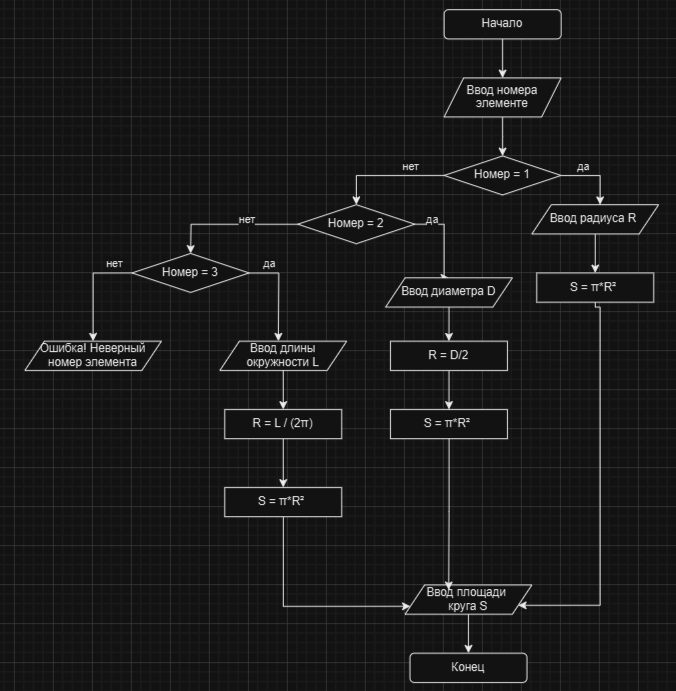 Начало
Ввод номера
элементе
нет
да
Номер = 1
нет
да
Номер = 2
Ввод радиуса R
нет
да
Номер = 3
S = π*R²
Ввод диаметра D
Ошибка! Неверный
номер элемента
Ввод длины
окружности L
R = D/2
R = L / (2π)
S = π*R²
S = π*R²
Ввод площади
круга S
Конец